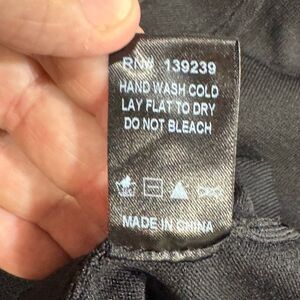 RN# 139239
HAND WASH COLD
LAY FLAT TO DRY
DO NOT BLEACH
MADE IN CHINA